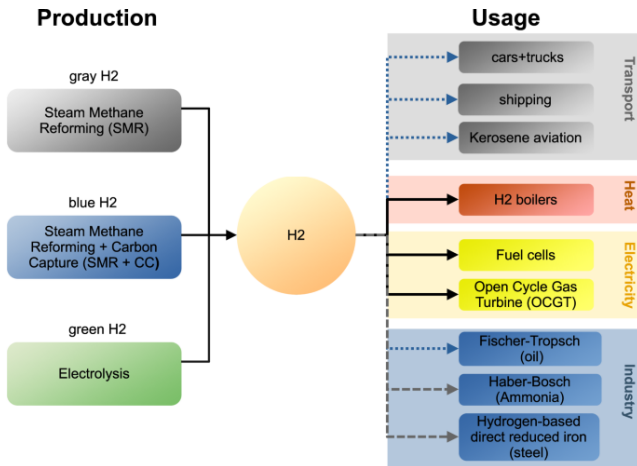 Production
Usage
gray H2
Steam Methane
Reforming (SMR)
blue H2
Steam Methane
Reforming + Carbon
Capture (SMR + CC)
green H2
Electrolysis
H2
cars+trucks
shipping
Kerosene aviation
Transport
H2 boilers
Heat
Fuel cells
Open Cycle Gas
Turbine (OCGT)
Electricity
Fischer-Tropsch
(oil)
Haber-Bosch
(Ammonia)
Hydrogen-based
direct reduced iron
(steel)
Industry